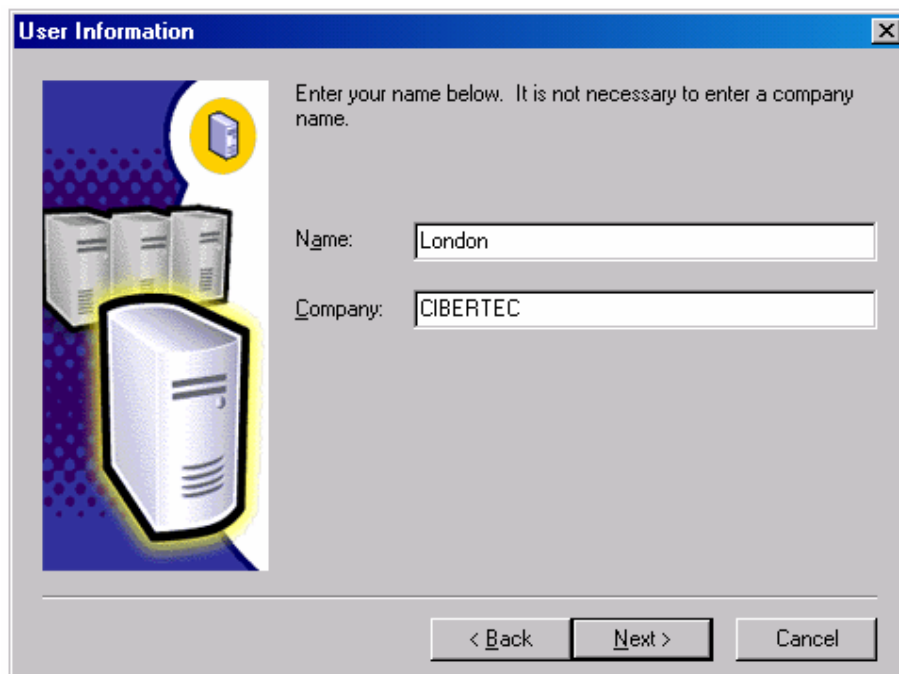 User Information
Enter your name below.  It is not necessary to enter a company
name.
Name:
London
Company:
CIBERTEC
< Back
Next >
Cancel